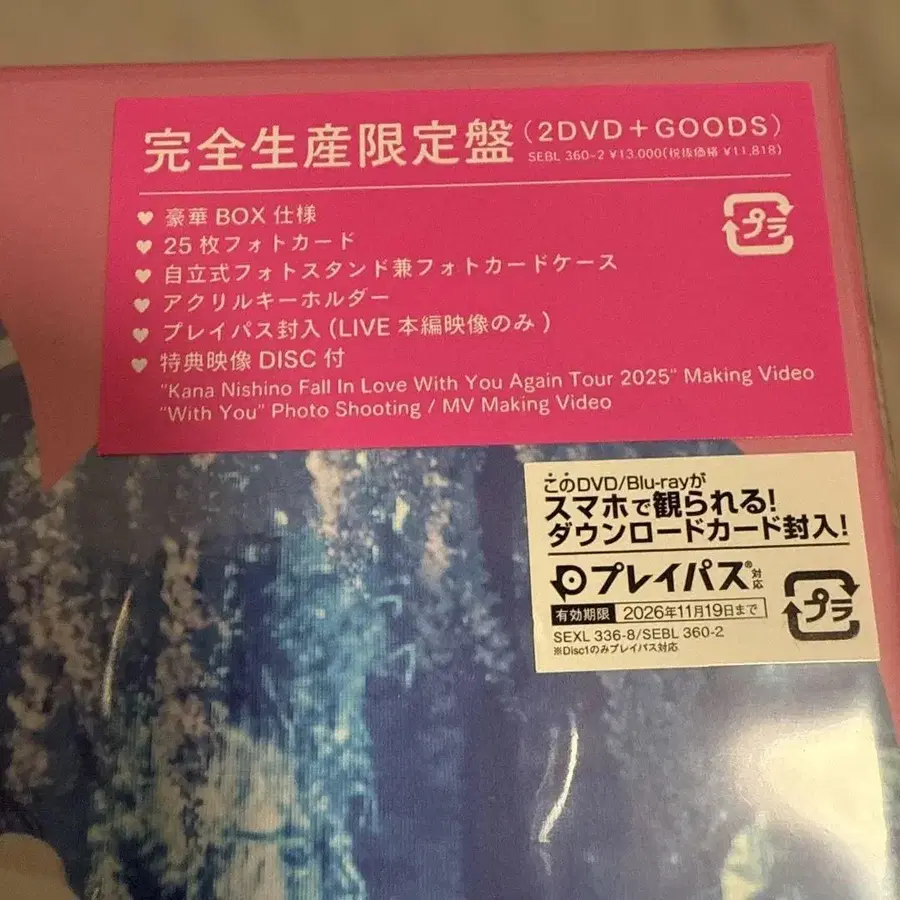 完全生産限定盤(2DVD+GOODS)
SEBL 360-2 ¥13,000(税抜価格 ¥11,818)
プラ
♥ 豪華 BOX 仕様
♥ 25 枚フォトカード
♥ 自立式フォトスタンド兼フォトカードケース
♥ アクリルキーホルダー
♥ プレイパス封入 (LIVE 本編映像のみ)
♥ 特典映像 DISC 付
"Kana Nishino Fall In Love With You Again Tour 2025" Making Video
"With You" Photo Shooting / MV Making Video
このDVD/Blu-rayが
スマホで観られる!
ダウンロードカード封入!
プレイパス®対応
有効期限 2026年11月19日まで
プラ
SEXL 336-8/SEBL 360-2
※Disc1のみプレイパス対応